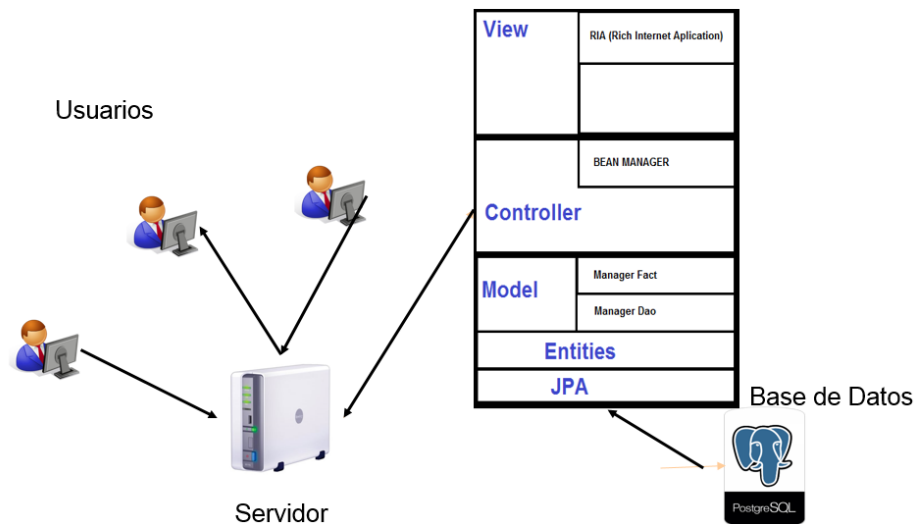 View
RIA (Rich Internet Aplication)
Usuarios
BEAN MANAGER
Controller
Model
Manager Fact
Manager Dao
Entities
JPA
Base de Datos
PostgreSQL
Servidor